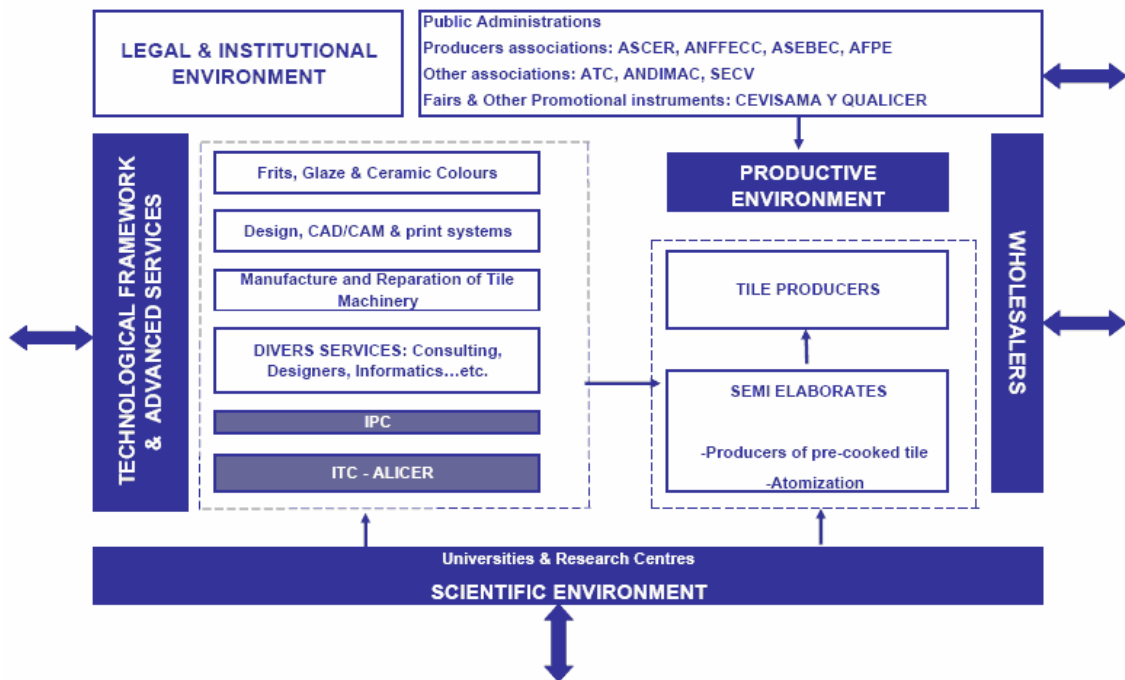 LEGAL & INSTITUTIONAL
ENVIRONMENT
Public Administrations
Producers associations: ASCER, ANFFECC, ASEBEC, AFPE
Other associations: ATC, ANDIMAC, SECV
Fairs & Other Promotional instruments: CEVISAMA Y QUALICER
TECHNOLOGICAL FRAMEWORK
& ADVANCED SERVICES
Frits, Glaze & Ceramic Colours
Design, CAD/CAM & print systems
Manufacture and Reparation of Tile
Machinery
DIVERS SERVICES: Consulting,
Designers, Informatics...etc.
IPC
ITC - ALICER
PRODUCTIVE
ENVIRONMENT
TILE PRODUCERS
SEMI ELABORATES
-Producers of pre-cooked tile
-Atomization
WHOLESALERS
Universities & Research Centres
SCIENTIFIC ENVIRONMENT